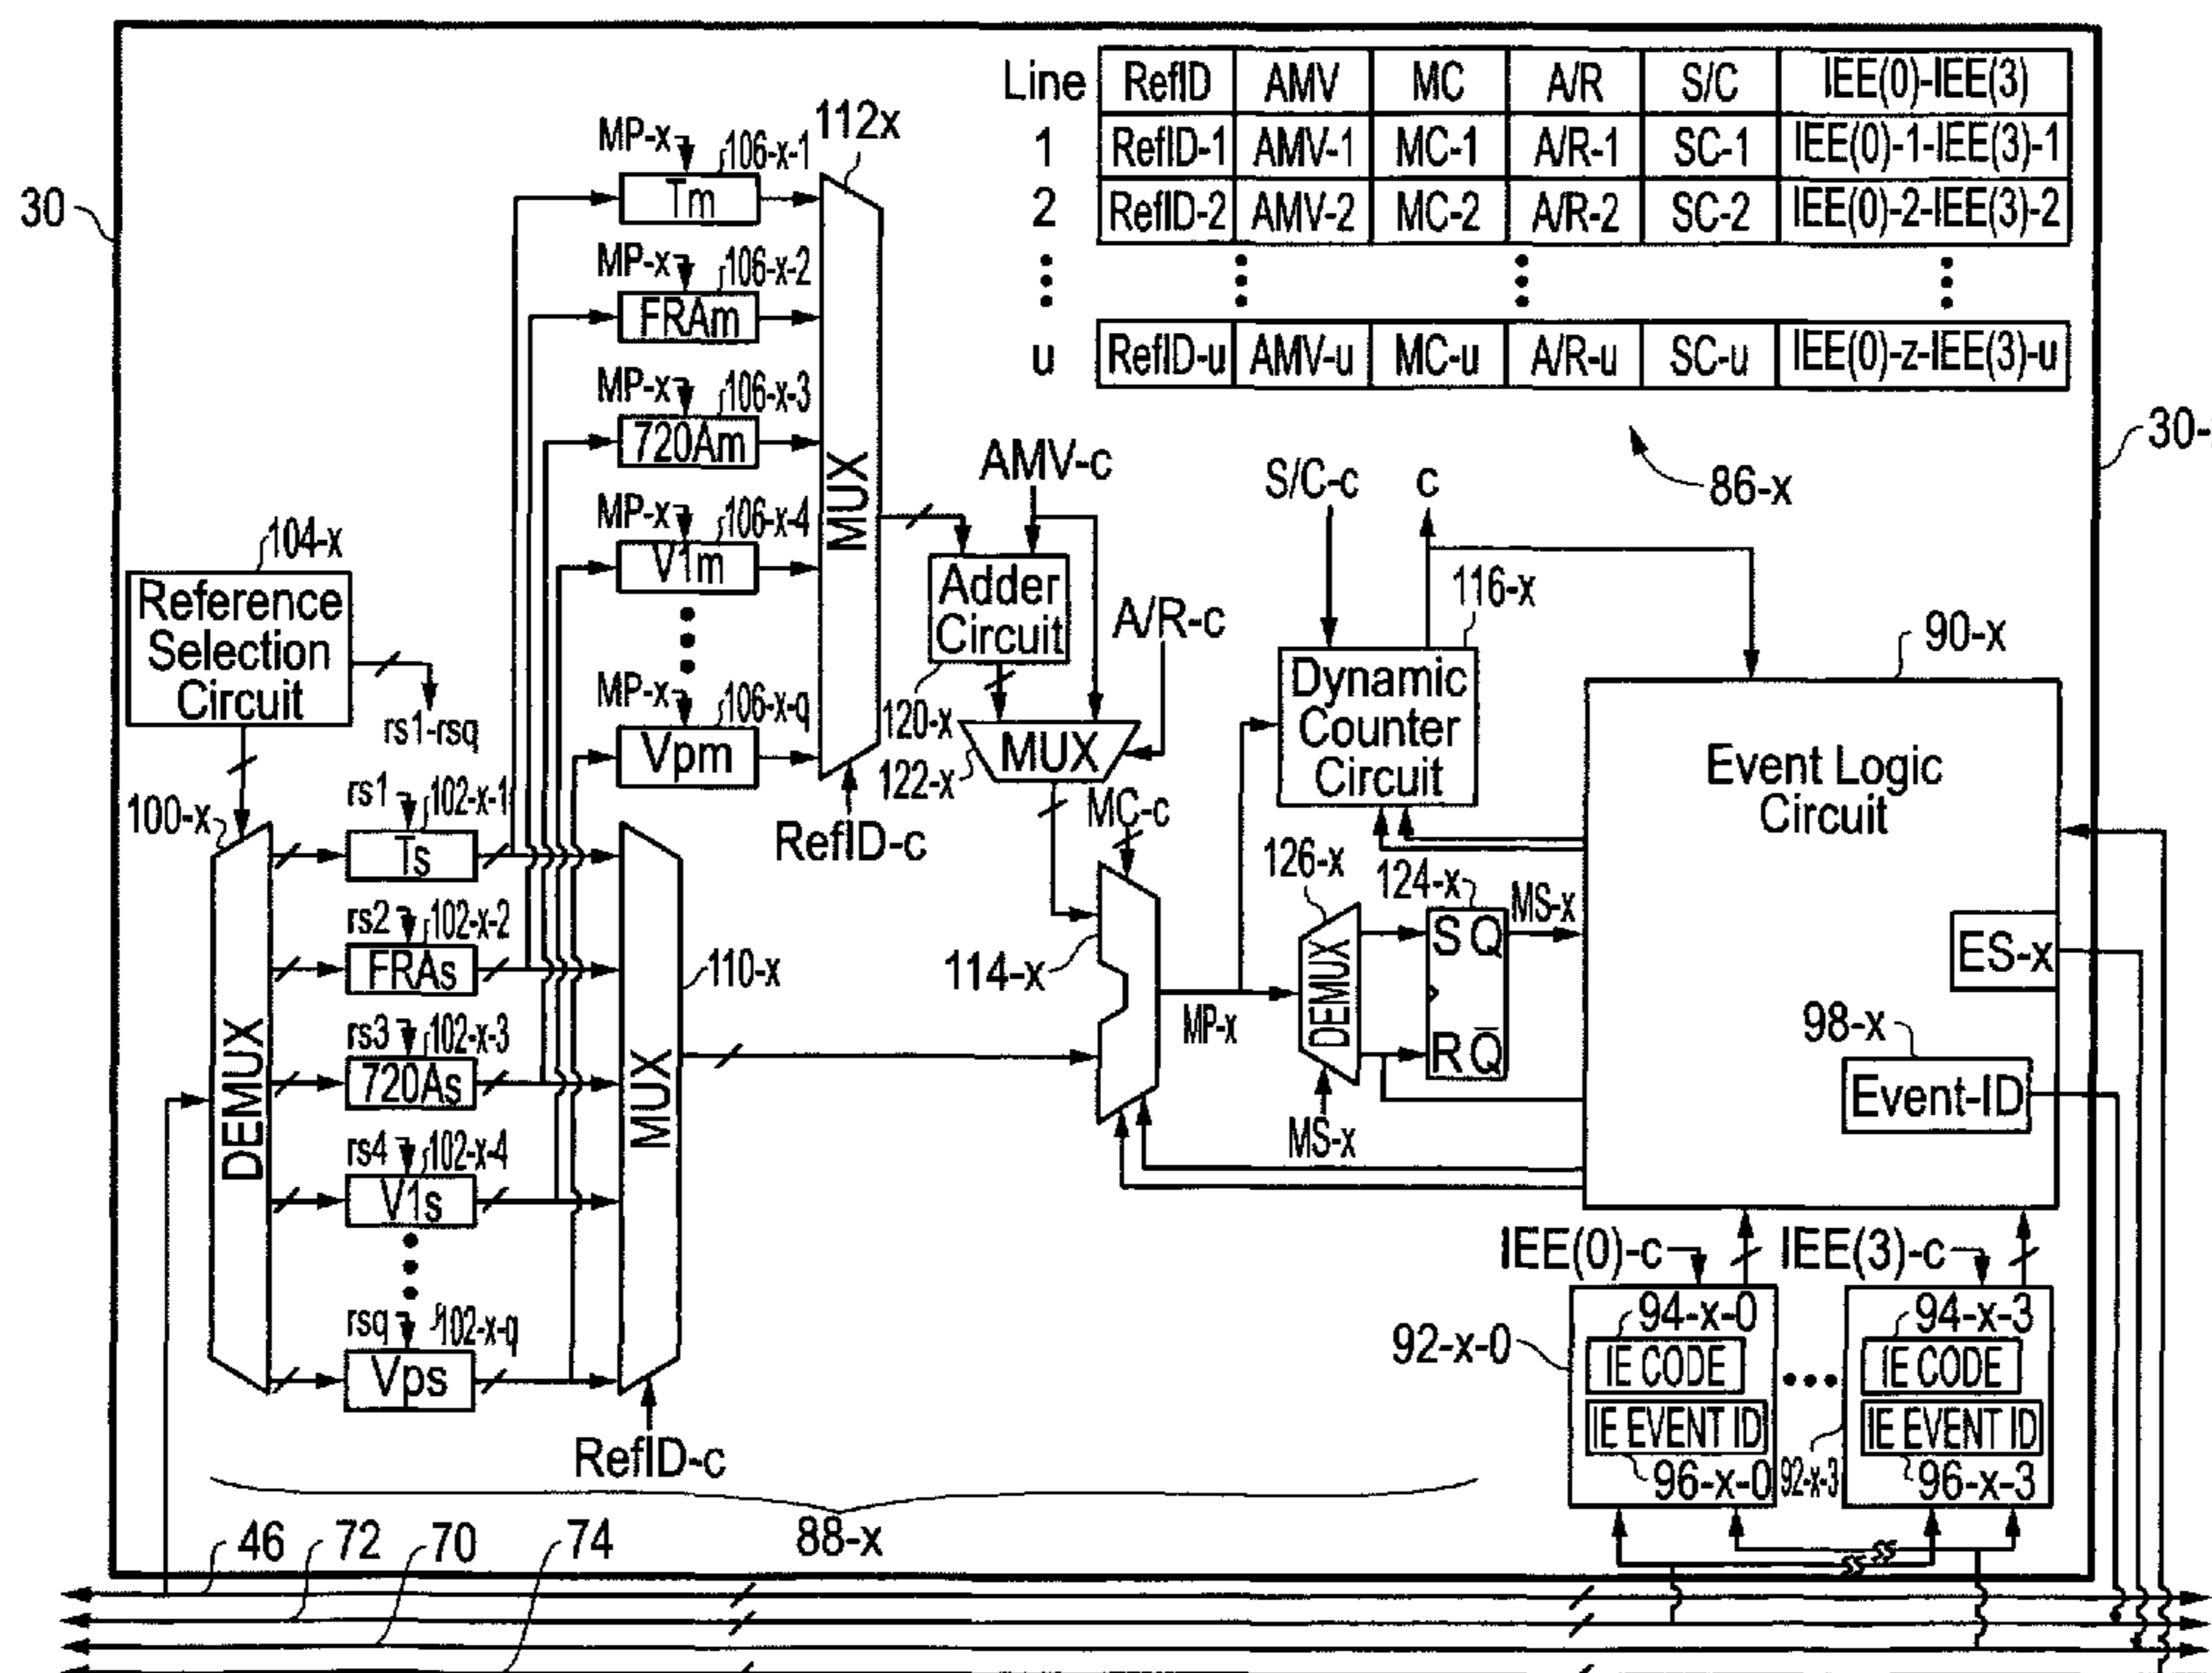 Line RefID AMV MC A/R S/C IEE(0)-IEE(3)
1 RefID-1 AMV-1 MC-1 A/R-1 SC-1 IEE(0)-1-IEE(3)-1
2 RefID-2 AMV-2 MC-2 A/R-2 SC-2 IEE(0)-2-IEE(3)-2
u RefID-u AMV-u MC-u A/R-u SC-u IEE(0)-z-IEE(3)-u
86-x
30
30-
112x
MP-x 106-x-1
Tm
MP-x 106-x-2
FRAm
MP-x 106-x-3
720Am
MP-x 106-x-4
V1m
MP-x 106-x-q
Vpm
MUX
RefID-c
104-x
Reference
Selection
Circuit
rs1-rsq
100-x
DEMUX
rs1 102-x-1
Ts
rs2 102-x-2
FRAs
rs3 102-x-3
720As
rs4 102-x-4
V1s
rsq 102-x-q
Vps
MUX
110-x
RefID-c
AMV-c
Adder
Circuit
120-x
A/R-c
MUX
122-x
MC-c
114-x
MP-x
S/C-c
c
116-x
Dynamic
Counter
Circuit
126-x
DEMUX
MS-x
124-x
S Q
R Q̅
MS-x
90-x
Event Logic
Circuit
ES-x
98-x
Event-ID
IEE(0)-c
IEE(3)-c
92-x-0
94-x-0
IE CODE
IE EVENT ID
96-x-0
92-x-3
94-x-3
IE CODE
IE EVENT ID
96-x-3
88-x
46
72
70
74